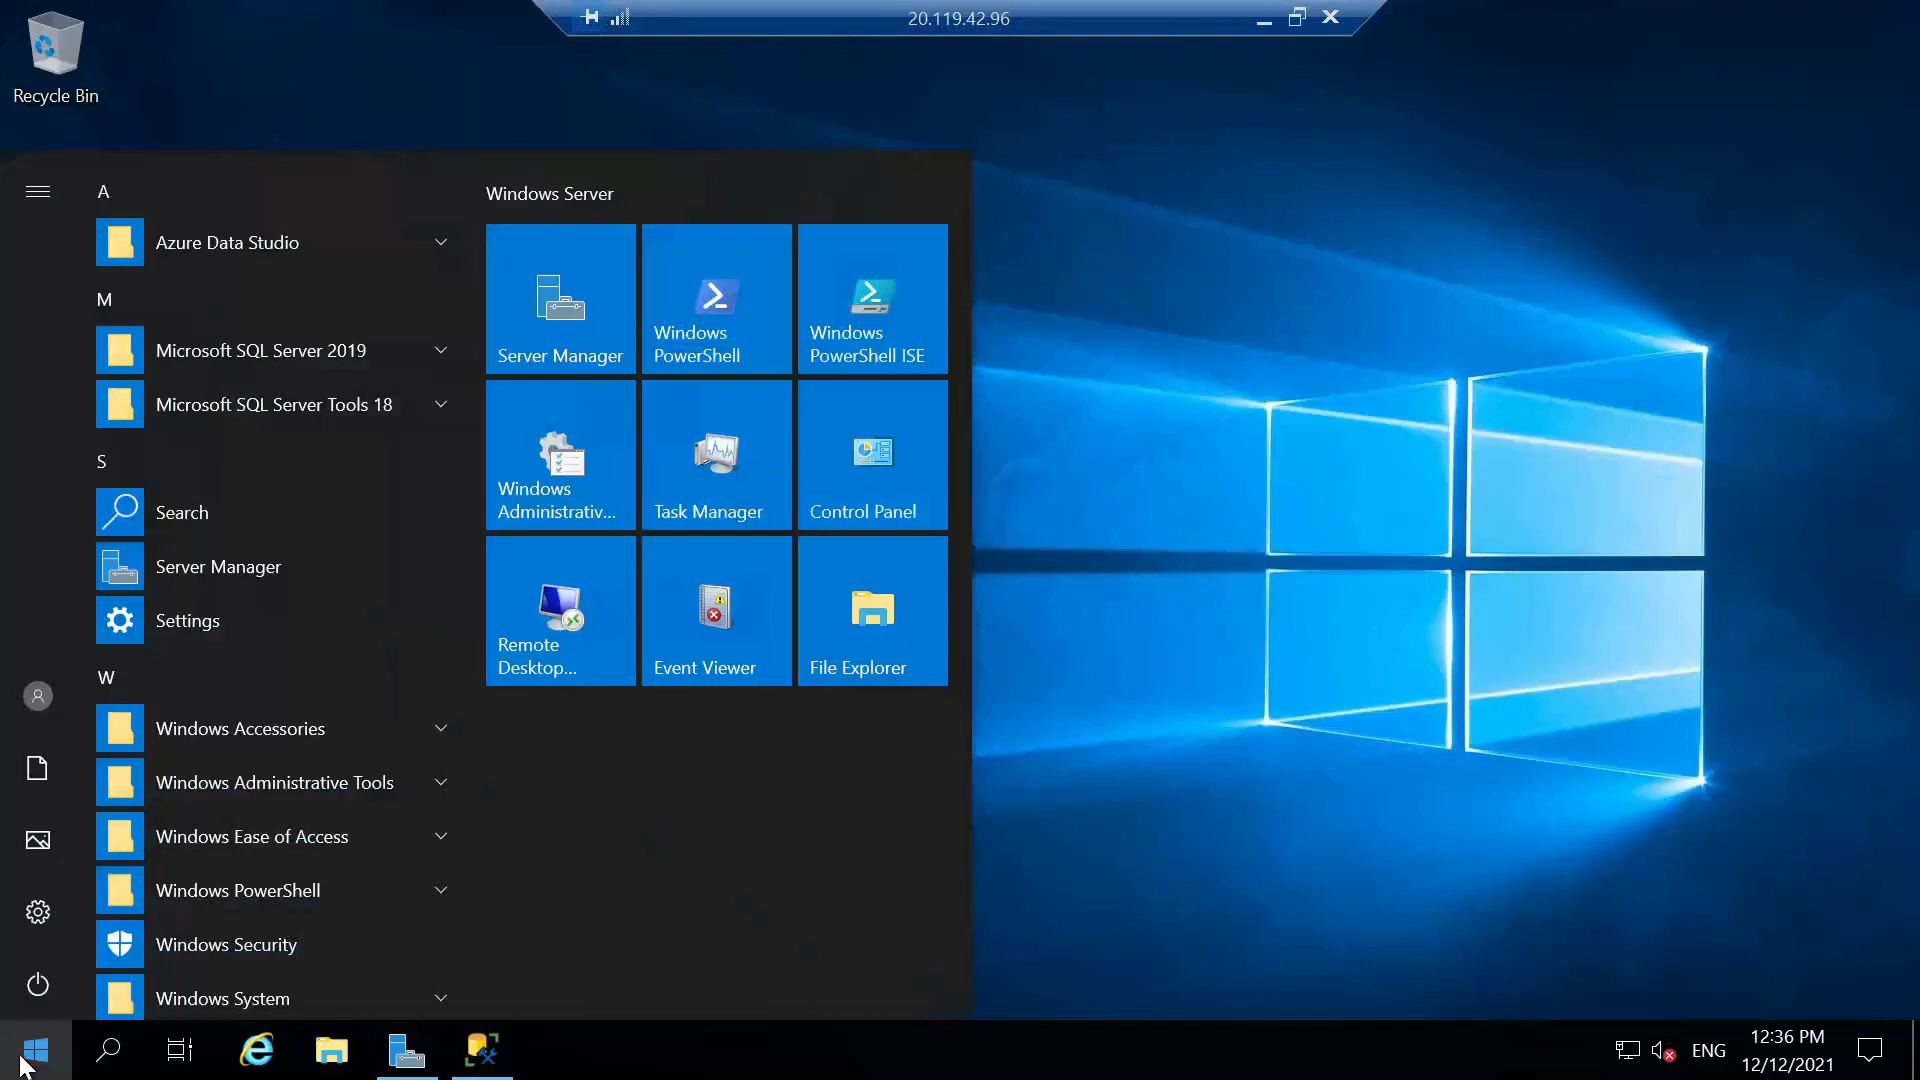 20.119.42.96
Recycle Bin
A
Azure Data Studio
M
Microsoft SQL Server 2019
Microsoft SQL Server Tools 18
S
Search
Server Manager
Settings
W
Windows Accessories
Windows Administrative Tools
Windows Ease of Access
Windows PowerShell
Windows Security
Windows System
Windows Server
Server Manager
Windows
PowerShell
Windows
PowerShell ISE
Windows
Administrativ...
Task Manager
Control Panel
Remote
Desktop...
Event Viewer
File Explorer
ENG
12:36 PM
12/12/2021